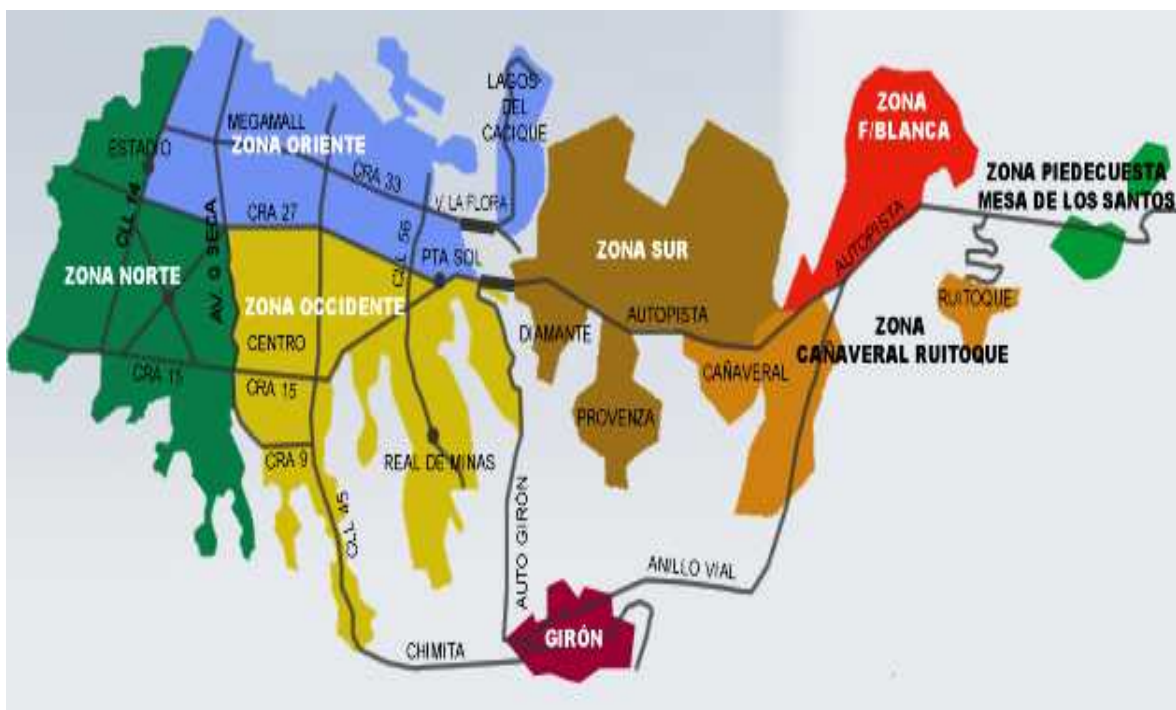 LAGOS
DEL
CACIQUE
MEGAMALL
ZONA ORIENTE
ESTADIO
CRA 33
V. LA FLORA
CRA 27
CLL 14
AV. Q SECA
CLL 56
PTA SOL
ZONA NORTE
ZONA OCCIDENTE
CENTRO
CRA 15
CRA 15
CRA 9
REAL DE MINAS
CLL 45
AUTO GIRÓN
CHIMITA
GIRÓN
ANILLO VIAL
ZONA SUR
DIAMANTE
AUTOPISTA
PROVENZA
CAÑAVERAL
ZONA
F/BLANCA
AUTOPISTA
ZONA PIEDECUESTA
MESA DE LOS SANTOS
RUITOQUE
ZONA
CAÑAVERAL RUITOQUE